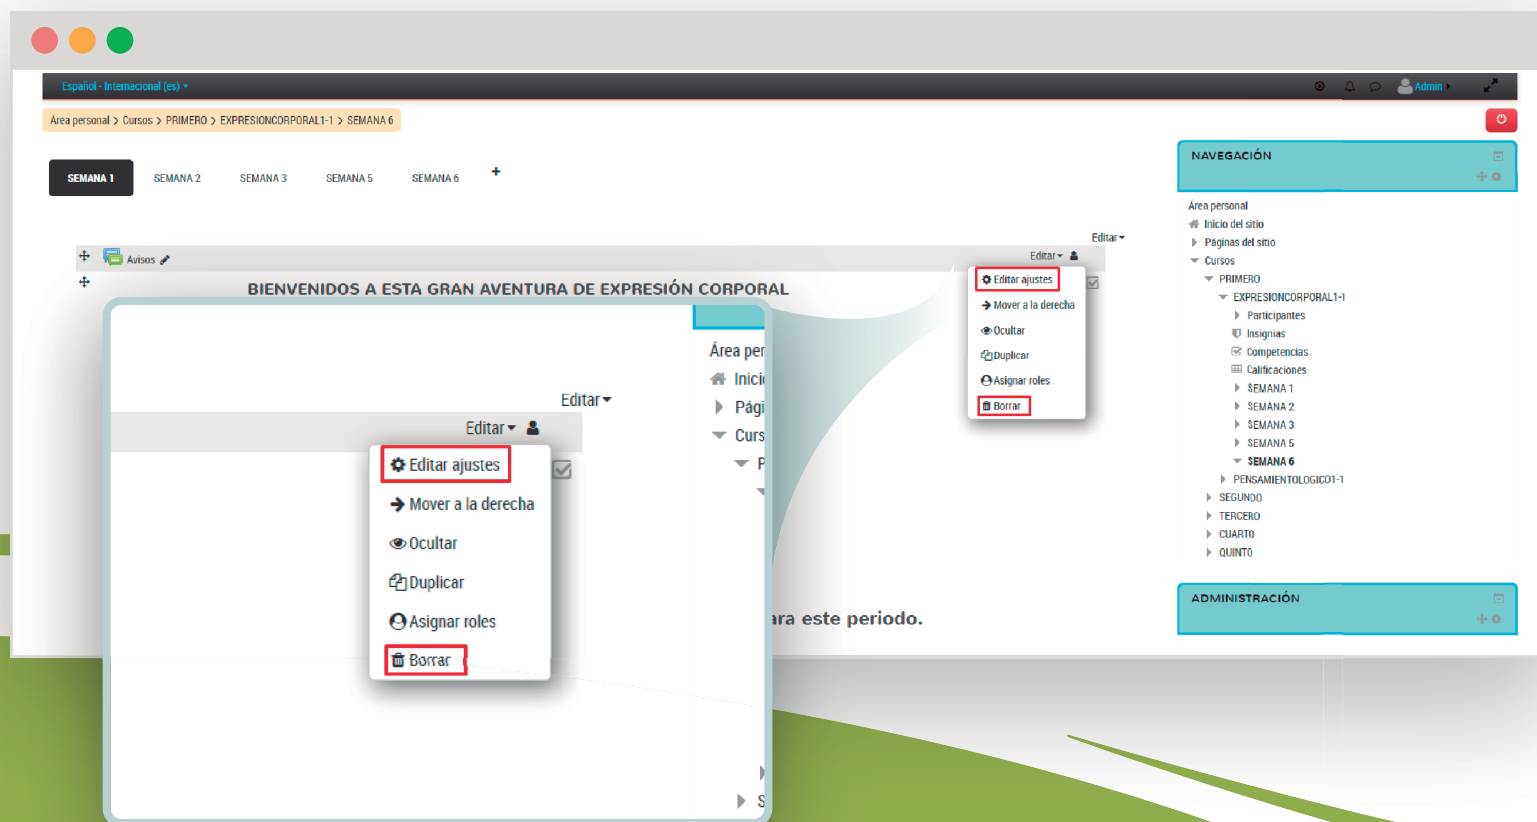 Español - Internacional (es)
Admin
Área personal > Cursos > PRIMERO > EXPRESIONCORPORAL1-1 > SEMANA 6
SEMANA 1
SEMANA 2
SEMANA 3
SEMANA 5
SEMANA 6
+
Editar
Avisos
Editar
BIENVENIDOS A ESTA GRAN AVENTURA DE EXPRESIÓN CORPORAL
Editar ajustes
Mover a la derecha
Ocultar
Duplicar
Asignar roles
Borrar
Editar
Editar
Editar ajustes
Mover a la derecha
Ocultar
Duplicar
Asignar roles
Borrar
Área per
Inici
Pági
Curs
P
S
ara este periodo.
NAVEGACIÓN
Área personal
Inicio del sitio
Páginas del sitio
Cursos
PRIMERO
EXPRESIONCORPORAL1-1
Participantes
Insignias
Competencias
Calificaciones
SEMANA 1
SEMANA 2
SEMANA 3
SEMANA 5
SEMANA 6
PENSAMIENTOLOGICO1-1
SEGUNDO
TERCERO
CUARTO
QUINTO
ADMINISTRACIÓN